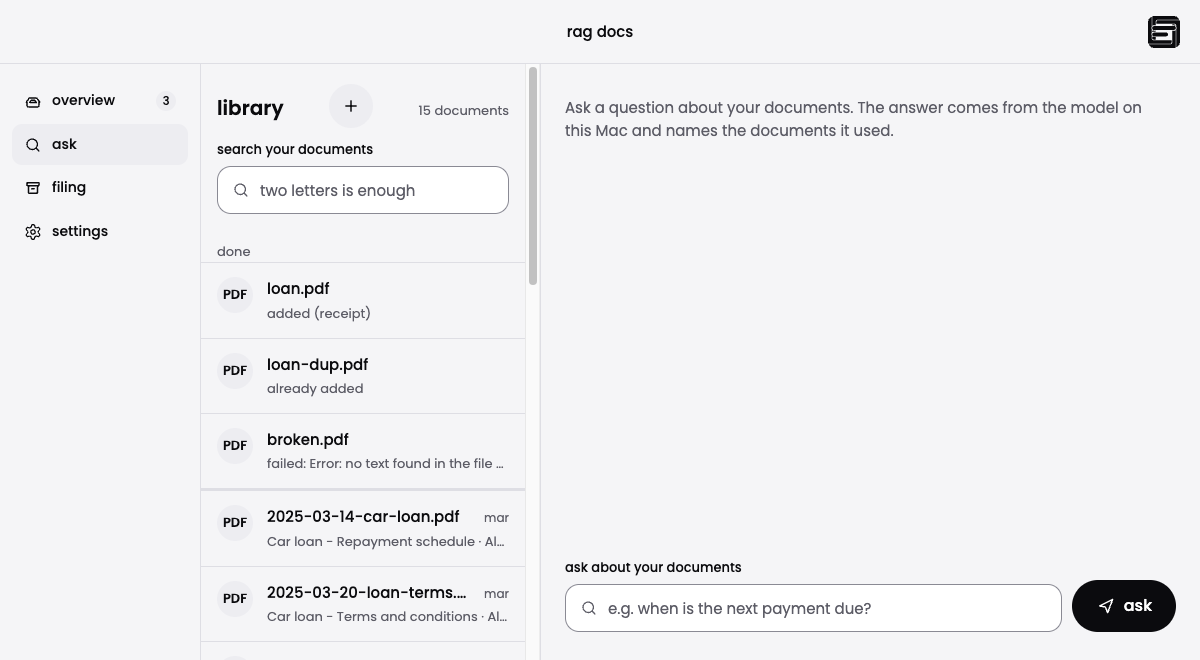 rag docs
overview 3
ask
filing
settings
library
+
15 documents
search your documents
two letters is enough
done
PDF
loan.pdf
added (receipt)
PDF
loan-dup.pdf
already added
PDF
broken.pdf
failed: Error: no text found in the file …
PDF
2025-03-14-car-loan.pdf mar
Car loan - Repayment schedule · Al…
PDF
2025-03-20-loan-terms.… mar
Car loan - Terms and conditions · Al…
Ask a question about your documents. The answer comes from the model on
this Mac and names the documents it used.
ask about your documents
e.g. when is the next payment due?
ask